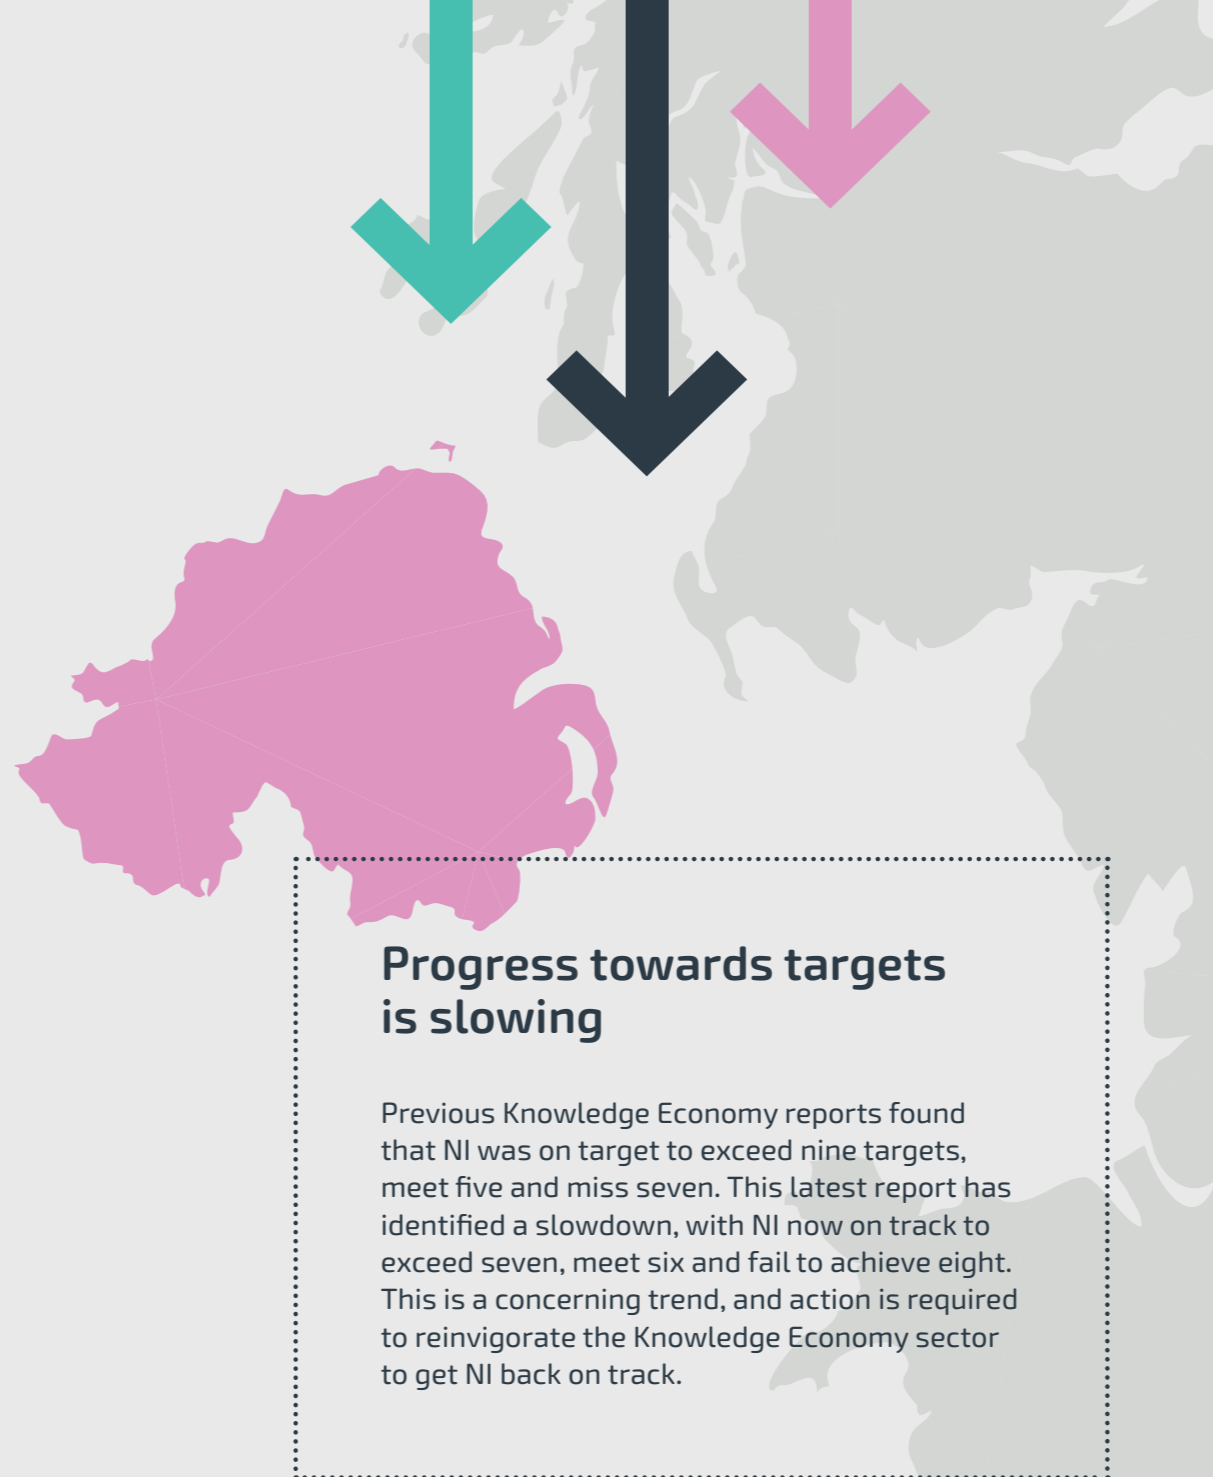 Progress towards targets
is slowing
Previous Knowledge Economy reports found
that NI was on target to exceed nine targets,
meet five and miss seven. This latest report has
identified a slowdown, with NI now on track to
exceed seven, meet six and fail to achieve eight.
This is a concerning trend, and action is required
to reinvigorate the Knowledge Economy sector
to get NI back on track.